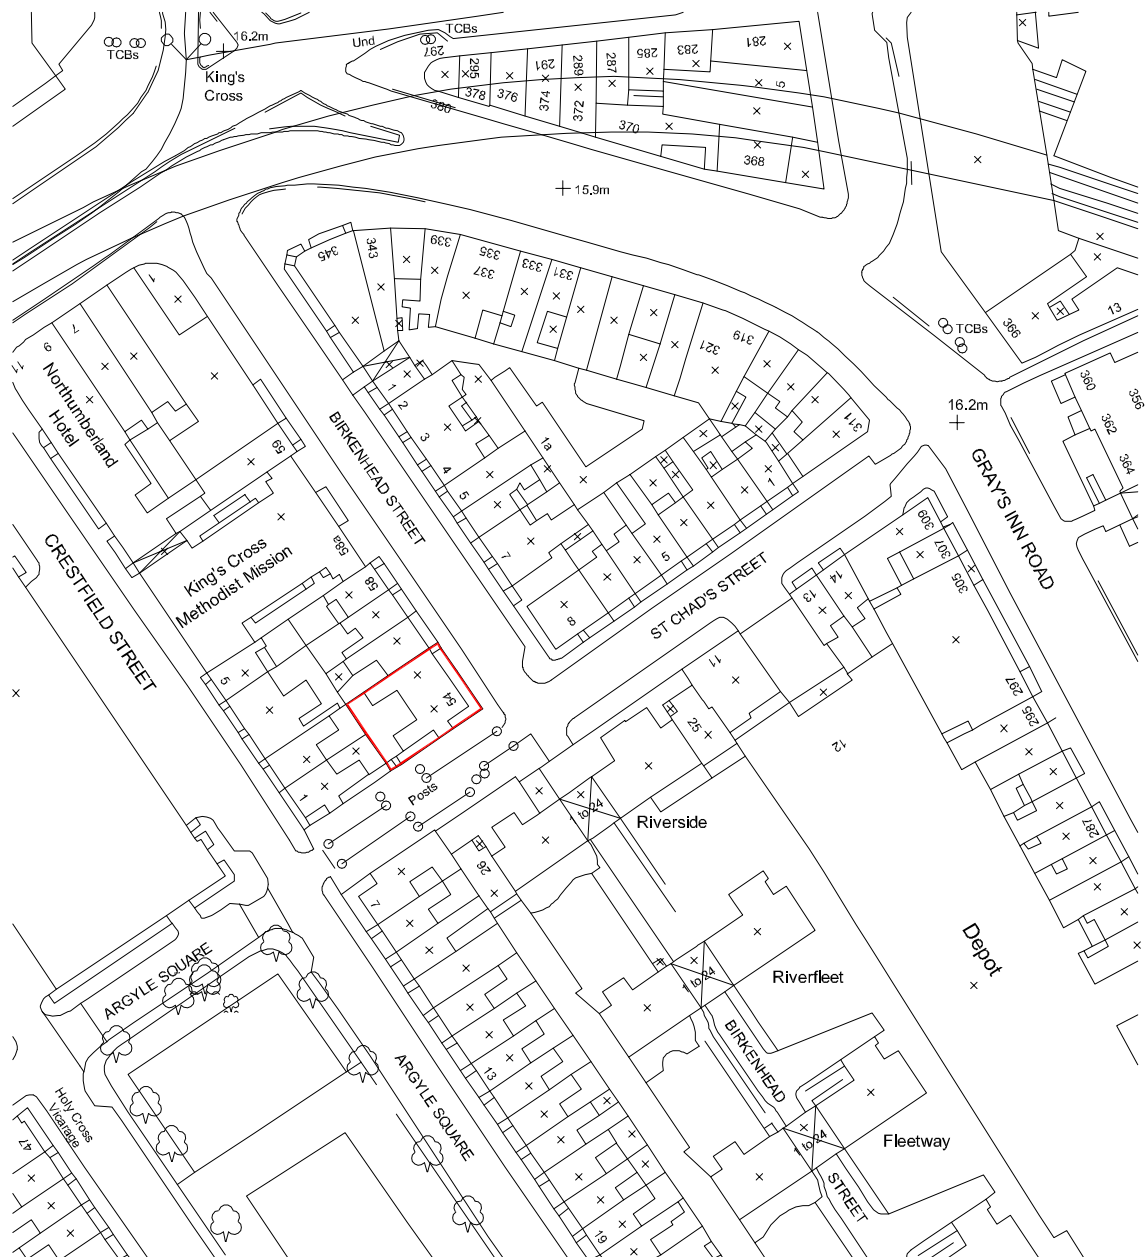 TCBs
16.2m
King's
Cross
Und
TCBs
297
295
291
289
287
285
283
281
5
380
378
376
374
372
370
368
15.9m
345
343
339
335
337
333
331
321
319
311
TCBs
366
13
16.2m
360
362
364
356
1
7
9
11
Northumberland
Hotel
59
BIRKENHEAD STREET
1
2
3
4
5
7
1a
8
5
1
CRESTFIELD STREET
King's Cross
Methodist Mission
58a
58
5
1
54
ST CHAD'S STREET
GRAY'S INN ROAD
309
307
305
297
295
287
14
13
11
25
12
Posts
1 to 24
Riverside
26
7
13
19
ARGYLE SQUARE
ARGYLE SQUARE
1 to 24
Riverfleet
Depot
BIRKENHEAD
STREET
1 to 24
Fleetway
Holy Cross
Vicarage
47